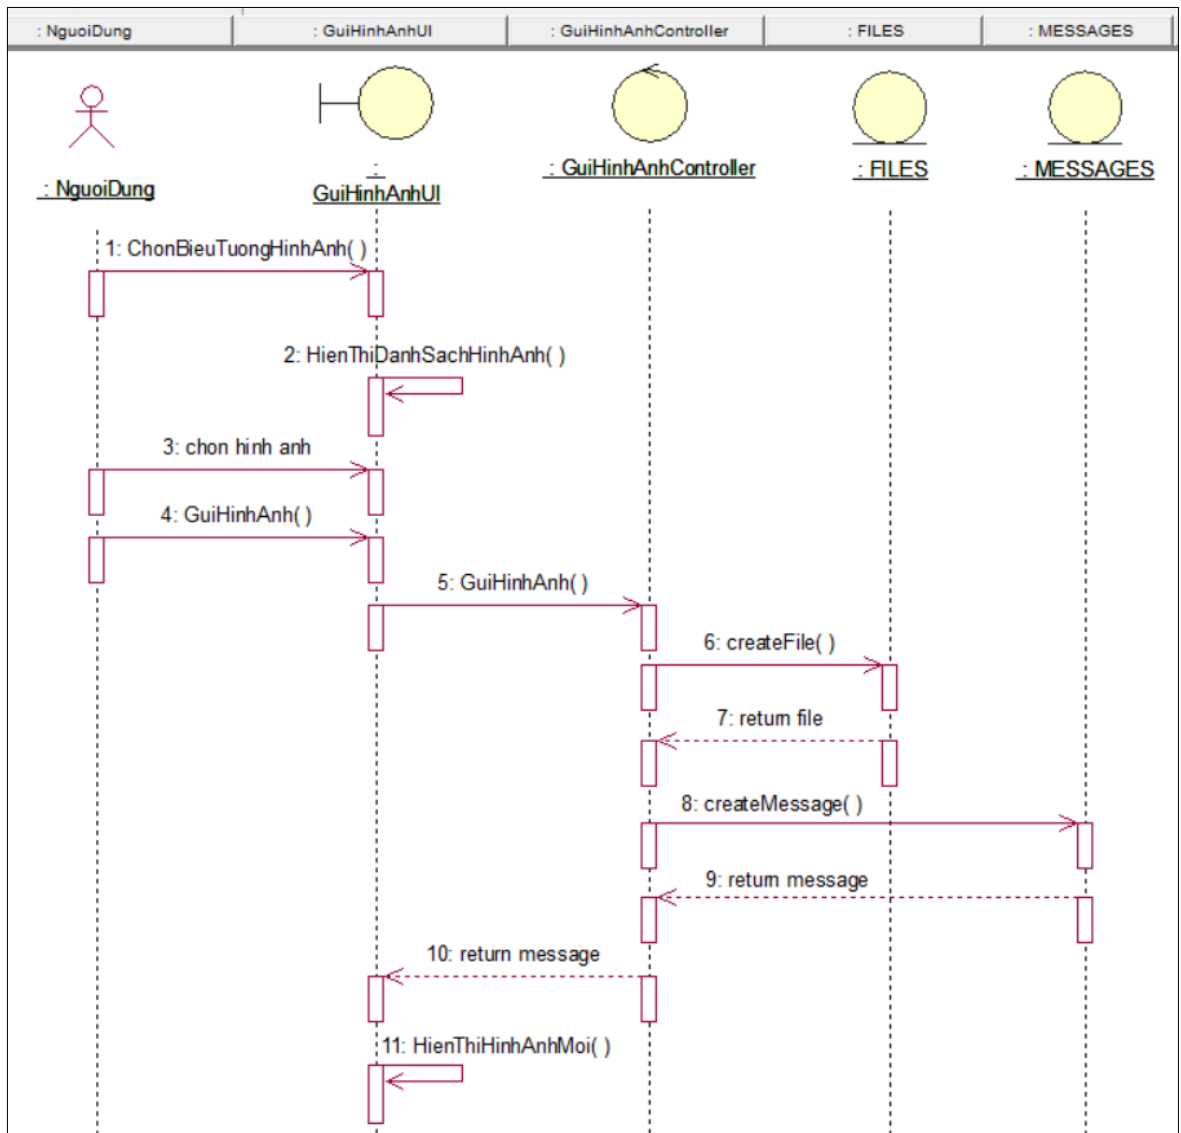 : NguoiDung
: GuiHinhAnhUI
: GuiHinhAnhController
: FILES
: MESSAGES
: NguoiDung
:
GuiHinhAnhUI
: GuiHinhAnhController
: FILES
: MESSAGES
1: ChonBieuTuongHinhAnh( )
2: HienThiDanhSachHinhAnh( )
3: chon hinh anh
4: GuiHinhAnh( )
5: GuiHinhAnh( )
6: createFile( )
7: return file
8: createMessage( )
9: return message
10: return message
11: HienThiHinhAnhMoi( )